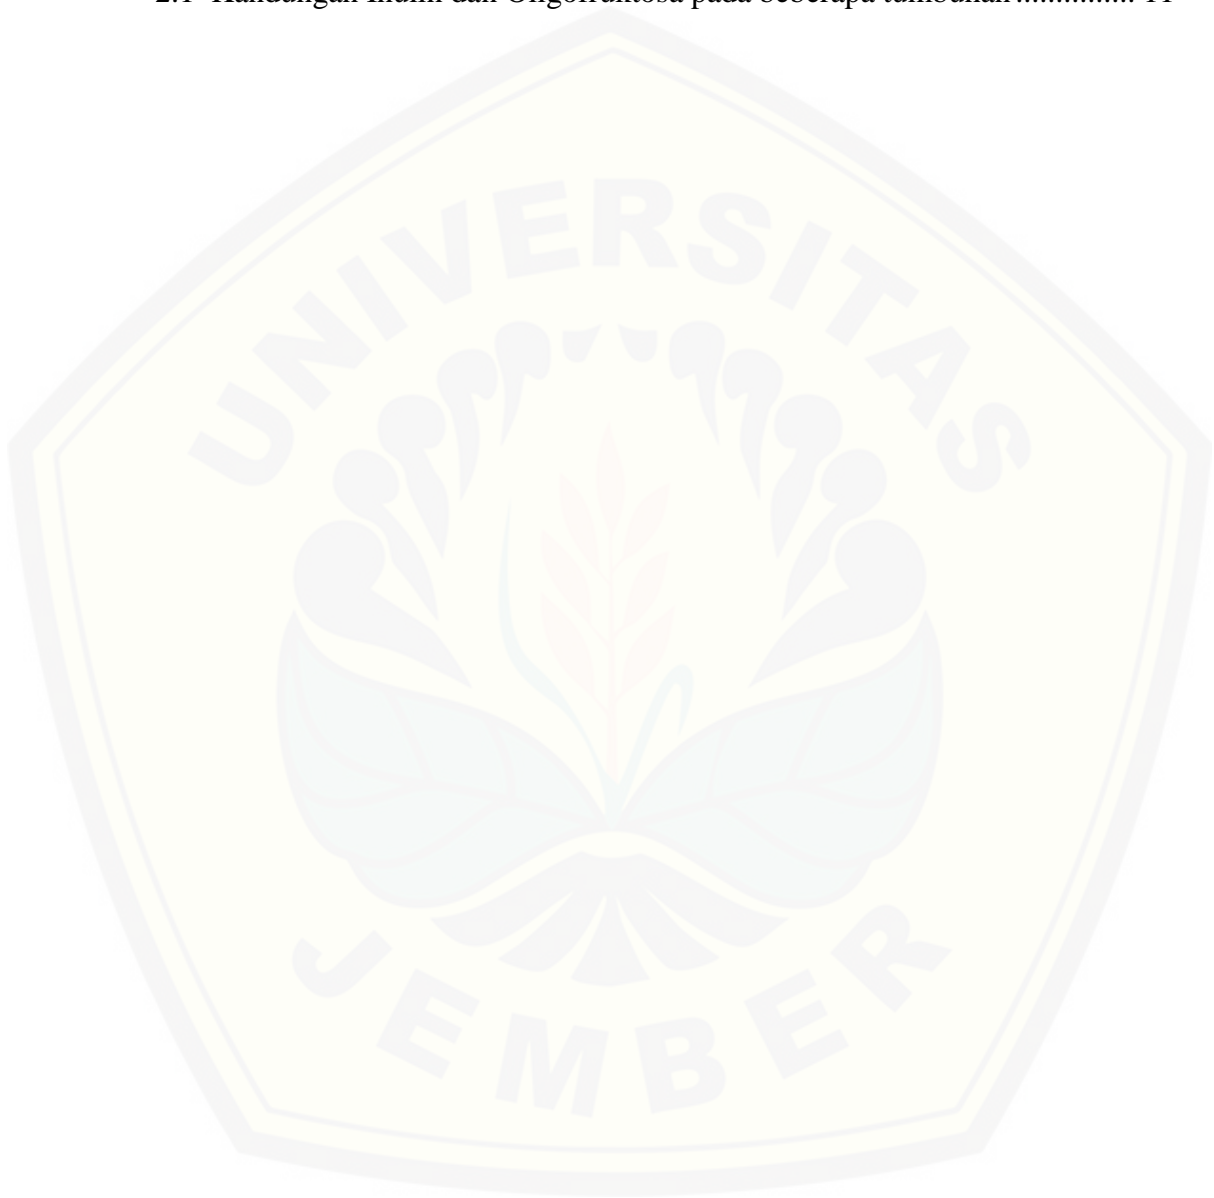 2.1 Kandungan Inulin dan Oligofruktosa pada beberapa tumbuhan .............. 11
UNIVERSITAS
JEMBER